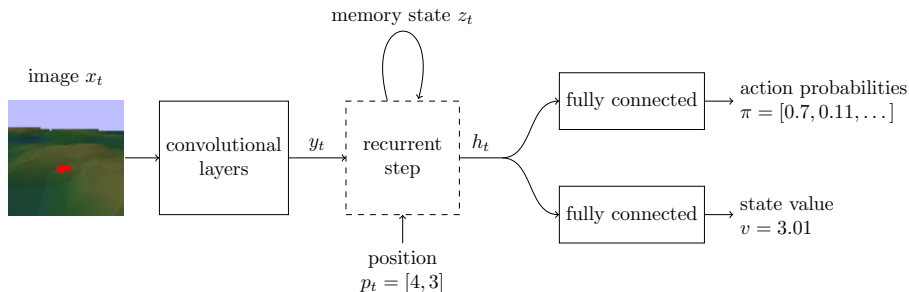 memory state z_t
image x_t
convolutional
layers
y_t
recurrent
step
h_t
position
p_t = [4, 3]
fully connected
action probabilities
π = [0.7, 0.11, . . . ]
fully connected
state value
v = 3.01